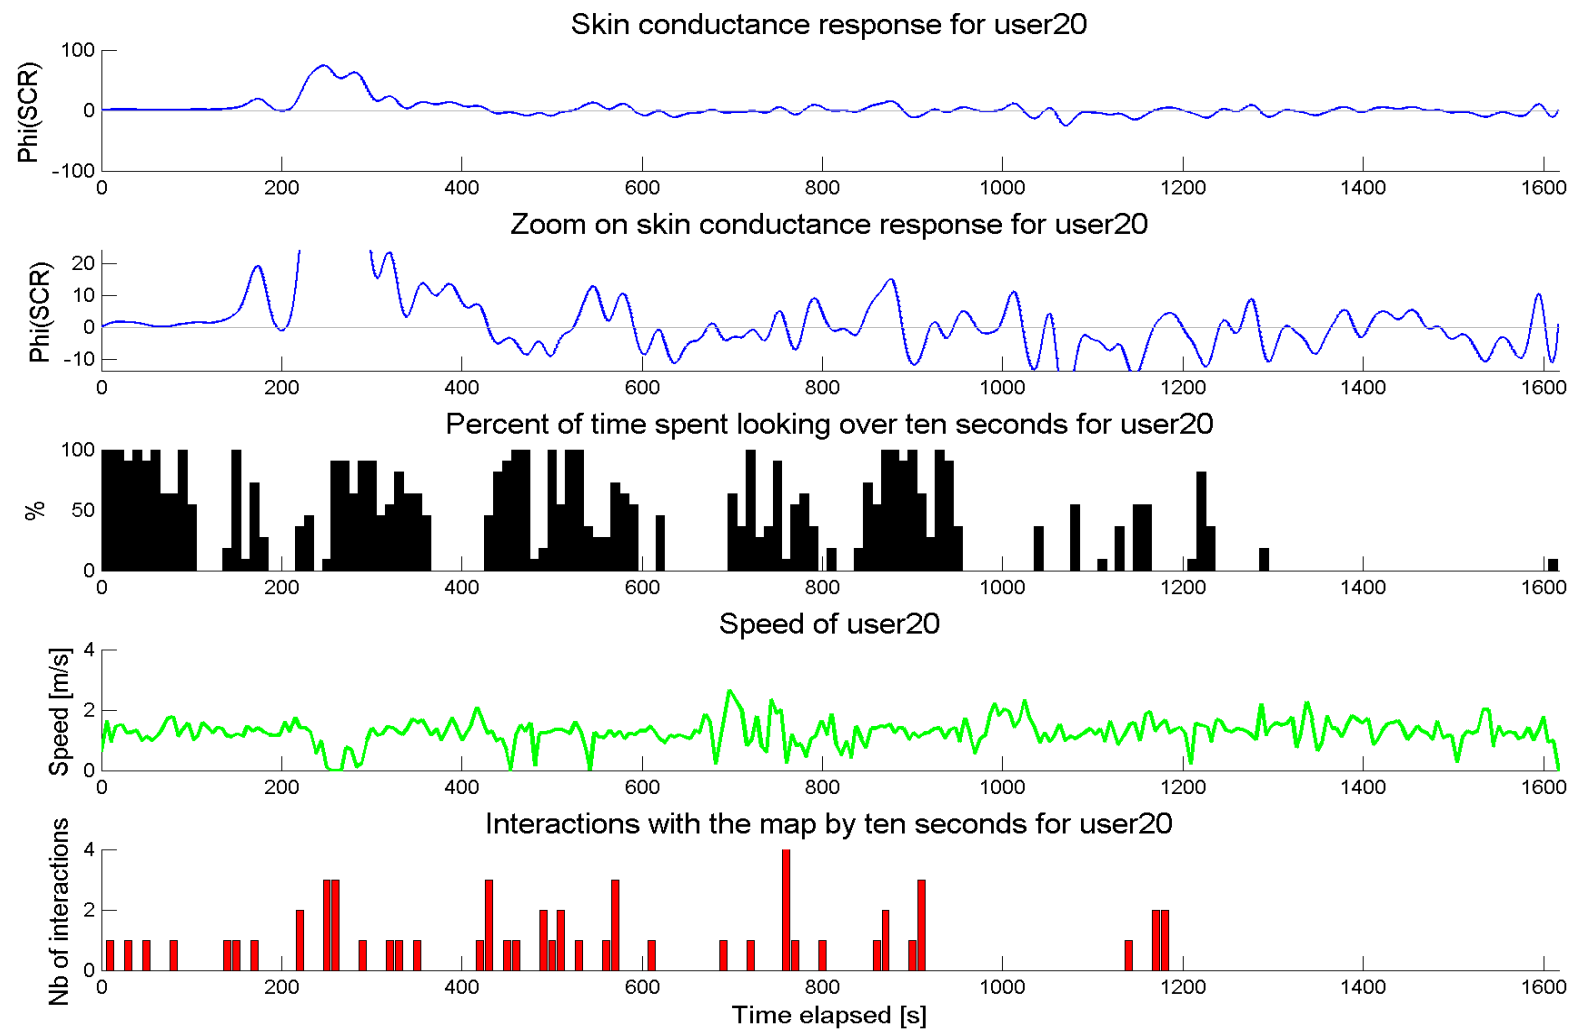 Skin conductance response for user20
Phi(SCR)
100
0
-100
0 200 400 600 800 1000 1200 1400 1600
Zoom on skin conductance response for user20
Phi(SCR)
20
10
0
-10
0 200 400 600 800 1000 1200 1400 1600
Percent of time spent looking over ten seconds for user20
%
100
50
0
0 200 400 600 800 1000 1200 1400 1600
Speed of user20
Speed [m/s]
4
2
0
0 200 400 600 800 1000 1200 1400 1600
Interactions with the map by ten seconds for user20
Nb of interactions
4
2
0
0 200 400 600 800 1000 1200 1400 1600
Time elapsed [s]